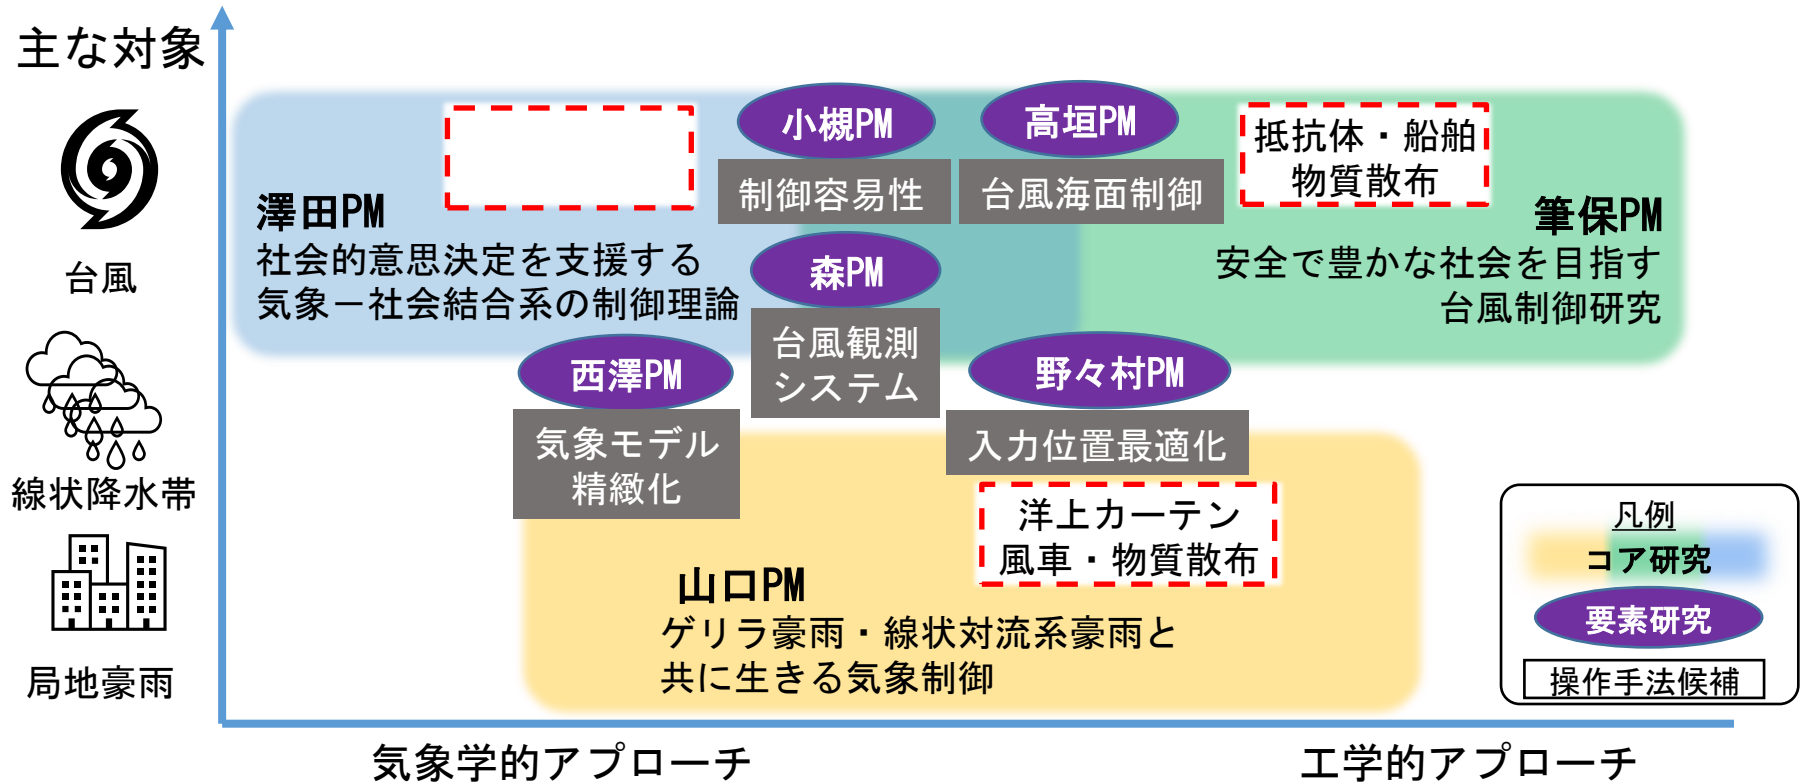 主な対象
台風
線状降水帯
局地豪雨
澤田PM
社会的意思決定を支援する
気象－社会結合系の制御理論
小槻PM
制御容易性
高垣PM
台風海面制御
抵抗体・船舶
物質散布
筆保PM
安全で豊かな社会を目指す
台風制御研究
森PM
台風観測
システム
西澤PM
気象モデル
精緻化
野々村PM
入力位置最適化
洋上カーテン
風車・物質散布
山口PM
ゲリラ豪雨・線状対流系豪雨と
共に生きる気象制御
凡例
コア研究
要素研究
操作手法候補
気象学的アプローチ
工学的アプローチ